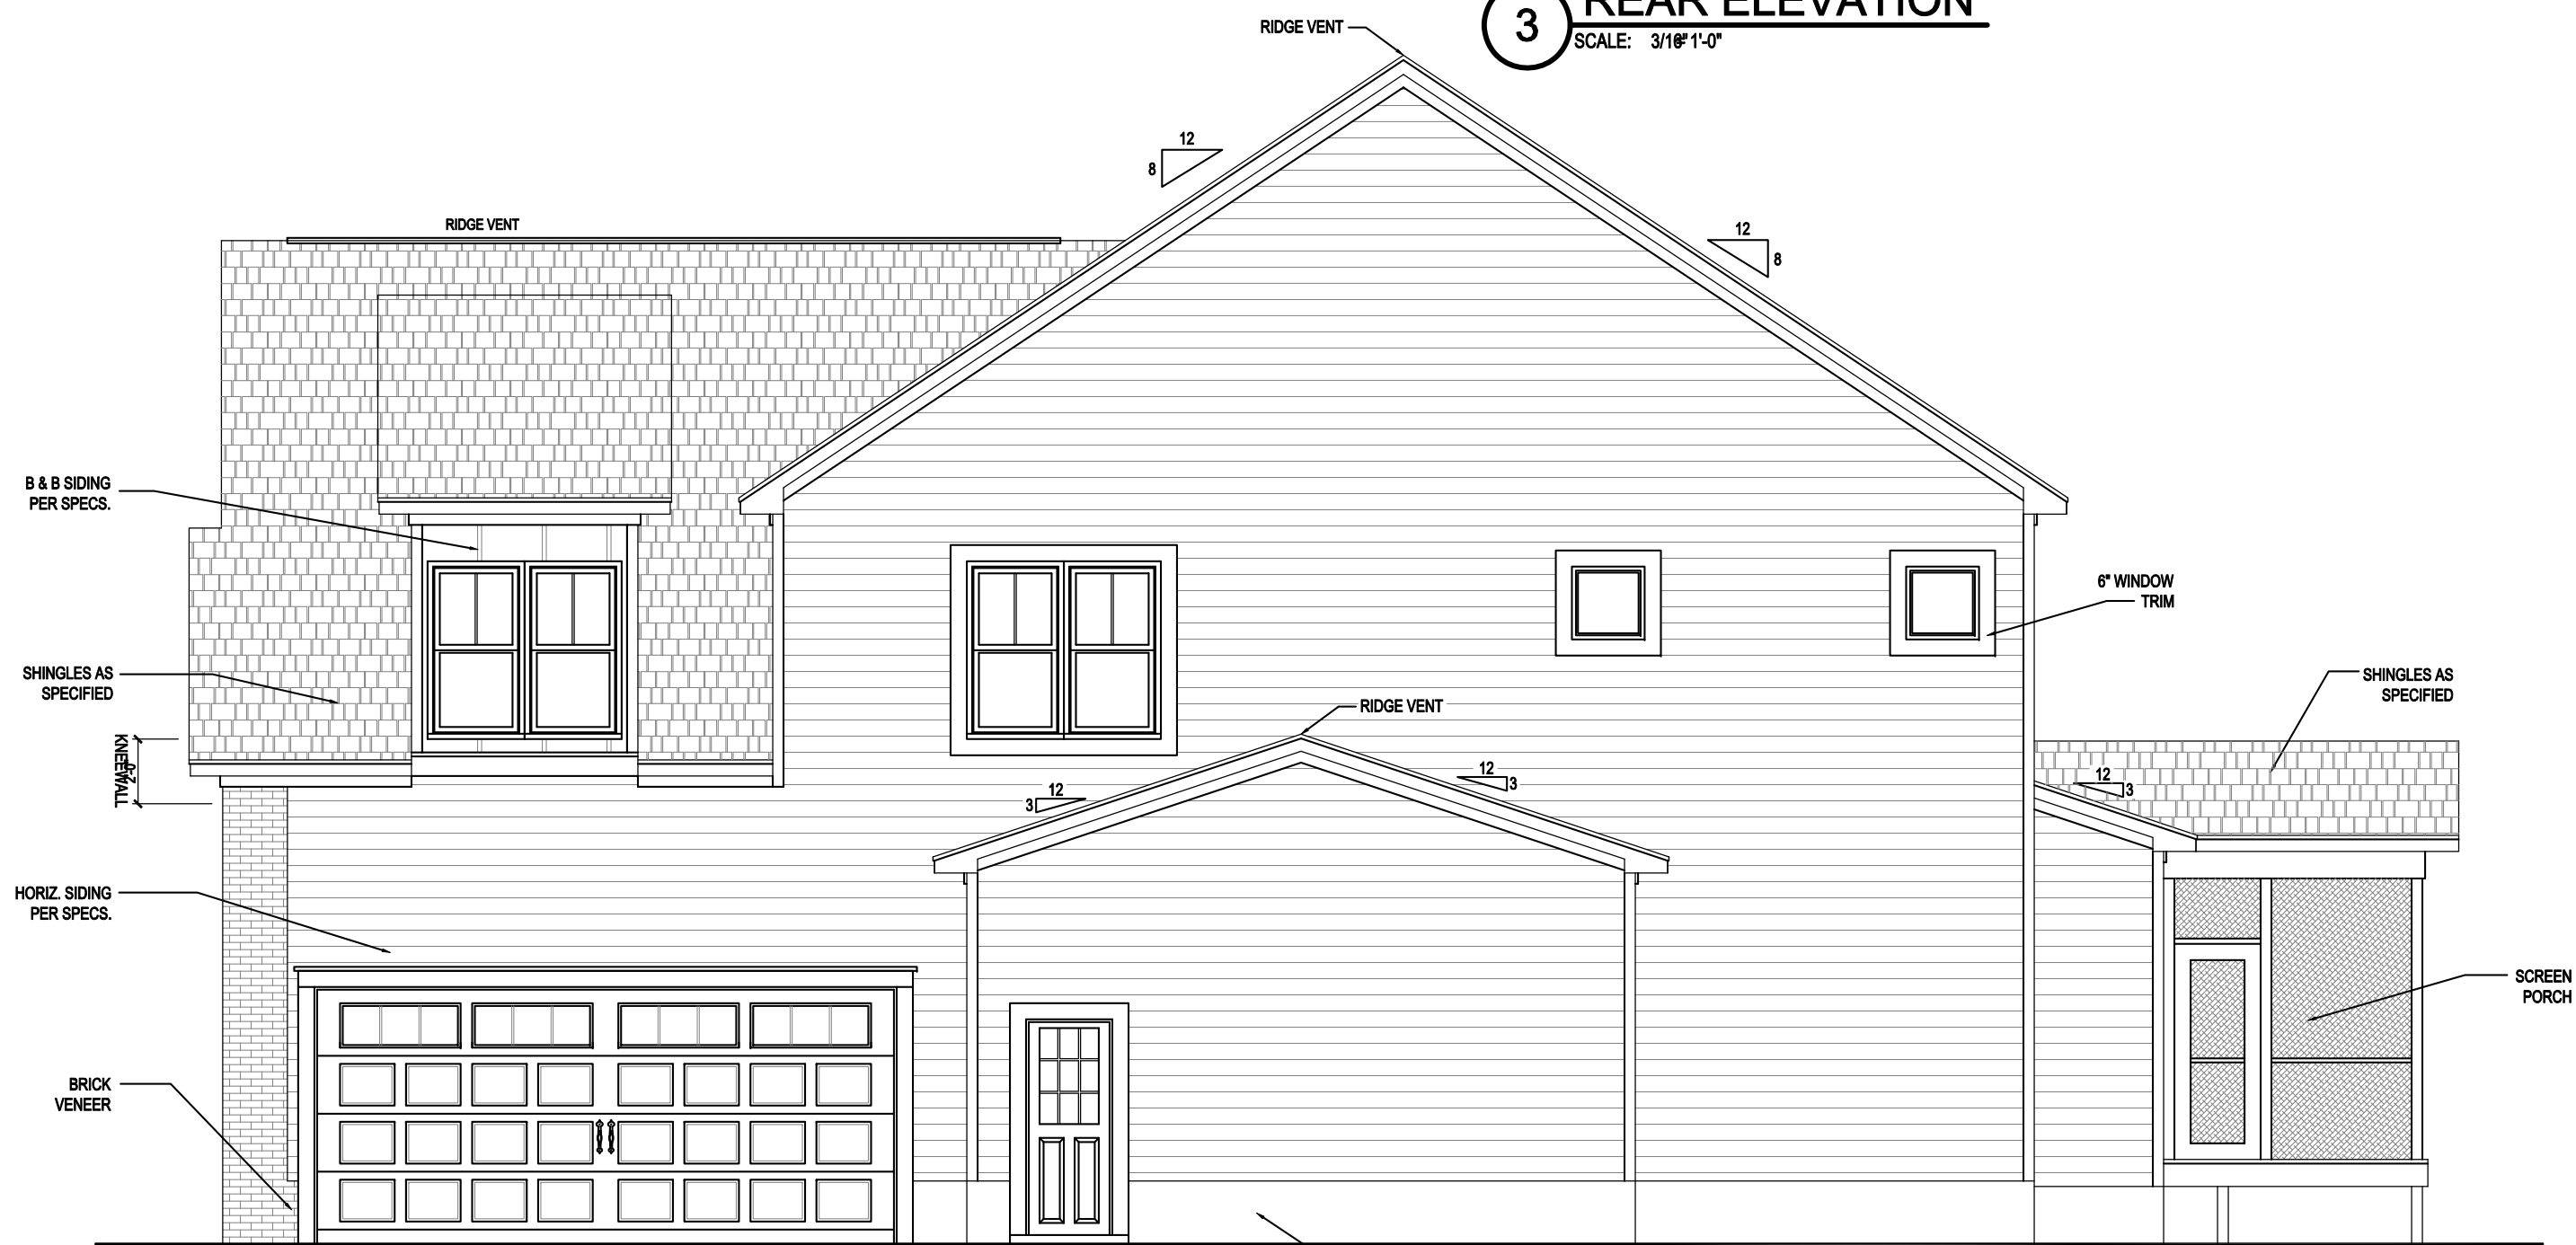 REAR ELEVATION
3
SCALE: 3/16"= 1'-0"
RIDGE VENT
12
8
12
8
RIDGE VENT
B & B SIDING
PER SPECS.
6" WINDOW
TRIM
SHINGLES AS
SPECIFIED
SHINGLES AS
SPECIFIED
RIDGE VENT
KNEEWALL
2'-0"
12
3
12
3
12
3
HORIZ. SIDING
PER SPECS.
SCREEN
PORCH
BRICK
VENEER